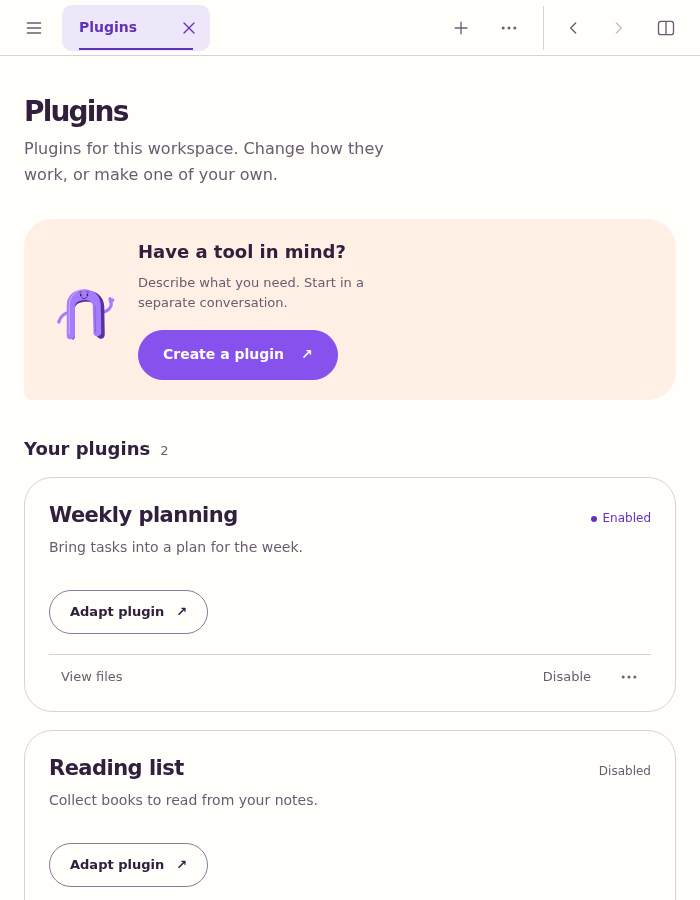 Plugins
Plugins
Plugins for this workspace. Change how they
work, or make one of your own.
Have a tool in mind?
Describe what you need. Start in a
separate conversation.
Create a plugin ↗
Your plugins 2
Weekly planning
Enabled
Bring tasks into a plan for the week.
Adapt plugin ↗
View files
Disable
Reading list
Disabled
Collect books to read from your notes.
Adapt plugin ↗